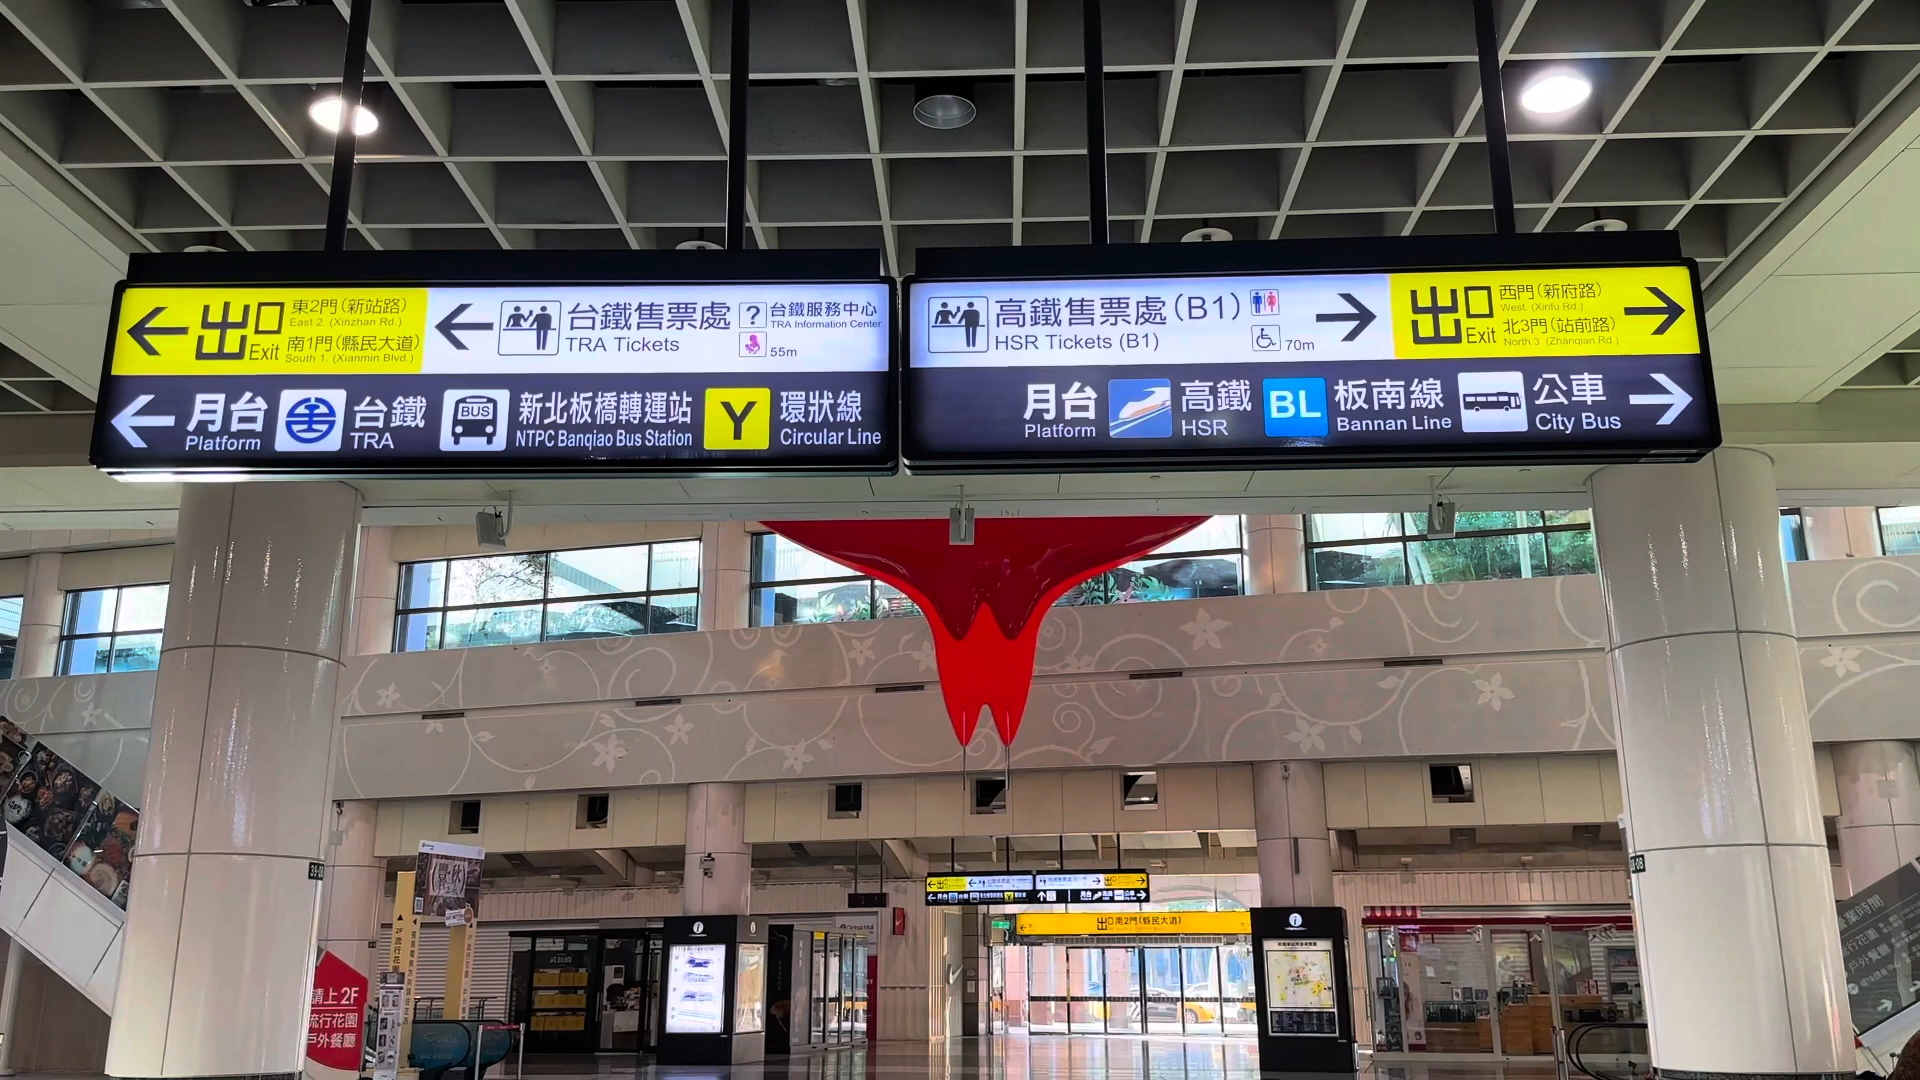 出口 Exit
東2門(新站路)
East 2. (Xinzhan Rd.)
南1門(縣民大道)
South 1. (Xianmin Blvd.)
台鐵售票處
TRA Tickets
? 台鐵服務中心
TRA Information Center
55m
月台
Platform
台鐵
TRA
BUS
新北板橋轉運站
NTPC Banqiao Bus Station
Y
環狀線
Circular Line
高鐵售票處(B1)
HSR Tickets (B1)
70m
出口 Exit
西門(新府路)
West. (Xinfu Rd.)
北3門(站前路)
North 3 (Zhanqian Rd.)
月台
Platform
高鐵
HSR
BL
板南線
Bannan Line
公車
City Bus
出口 南2門(縣民大道)
請上2F
流行花園
戶外餐廳
2F 流行花園